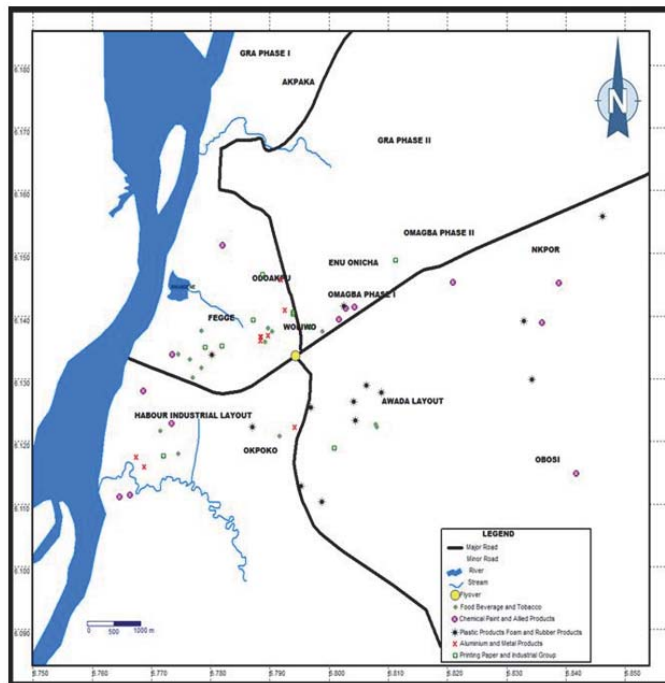 GRA PHASE I
AKPAKA
N
GRA PHASE II
OMAGBA PHASE II
NKPOR
ENU ONICHA
ODOAKPU
OMAGBA PHASE I
FEGGE
WOLIWO
HABOUR INDUSTRIAL LAYOUT
AWADA LAYOUT
OKPOKO
OBOSI
6.180
6.170
6.160
6.150
6.140
6.130
6.120
6.110
6.100
6.090
LEGEND
Major Road
Minor Road
River
Stream
Flyover
Food Beverage and Tobacco
Chemical Paint and Allied Products
Plastic Products Foam and Rubber Products
Aluminium and Metal Products
Printing Paper and Industrial Group
0 500 1000 m
6.750 6.760 6.770 6.780 6.790 6.800 6.810 6.820 6.830 6.840 6.850